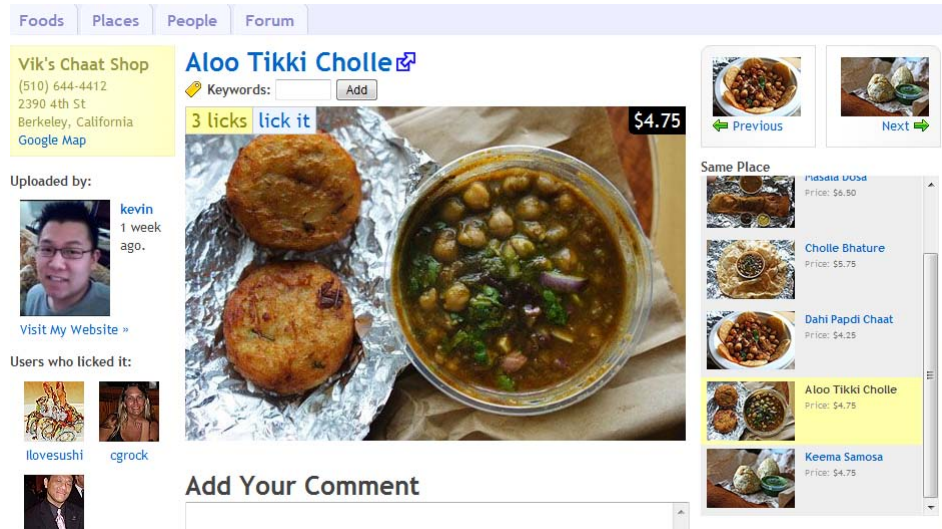 Foods Places People Forum
Vik's Chaat Shop
(510) 644-4412
2390 4th St
Berkeley, California
Google Map
Uploaded by:
kevin
1 week
ago.
Visit My Website »
Users who licked it:
Ilovesushi cgrock
Aloo Tikki Cholle
Keywords: Add
3 licks lick it $4.75
Add Your Comment
Previous Next
Same Place
Masala Dosa
Price: $6.50
Cholle Bhature
Price: $5.75
Dahi Papdi Chaat
Price: $4.25
Aloo Tikki Cholle
Price: $4.75
Keema Samosa
Price: $4.75